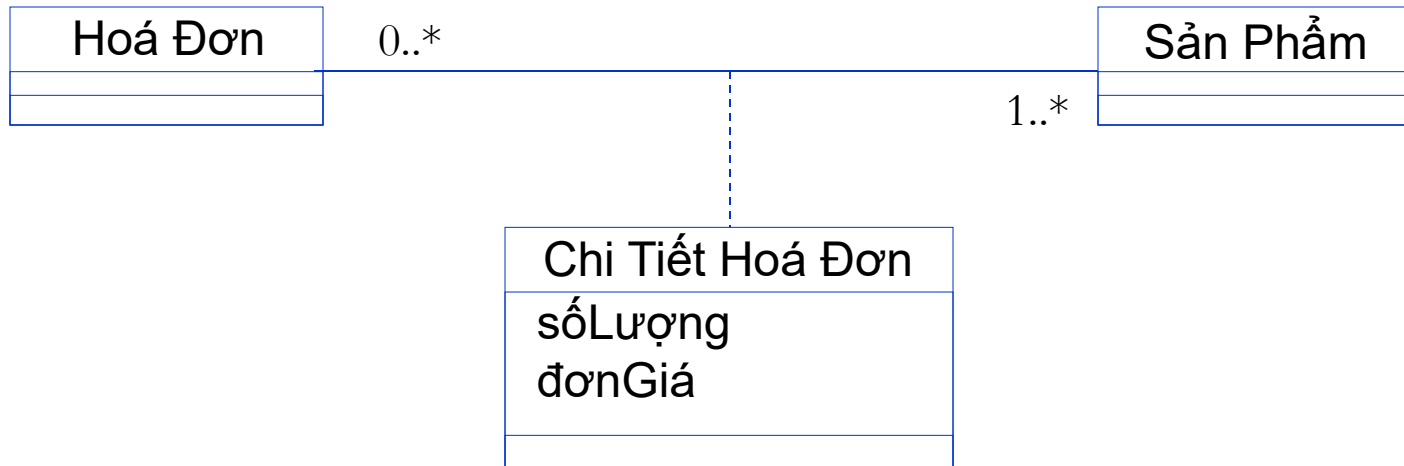 Hoá Đơn
0..*
Sản Phẩm
1..*
Chi Tiết Hoá Đơn
sốLượng
đơnGiá